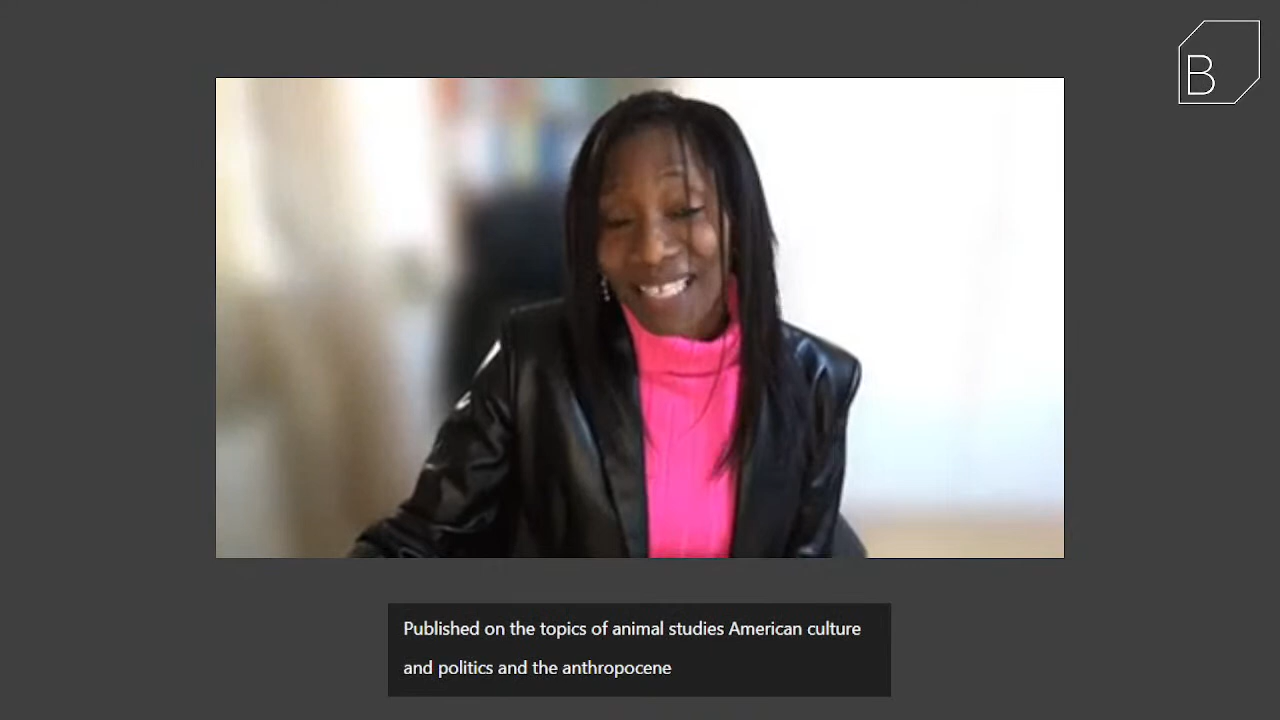 B
Published on the topics of animal studies American culture
and politics and the anthropocene